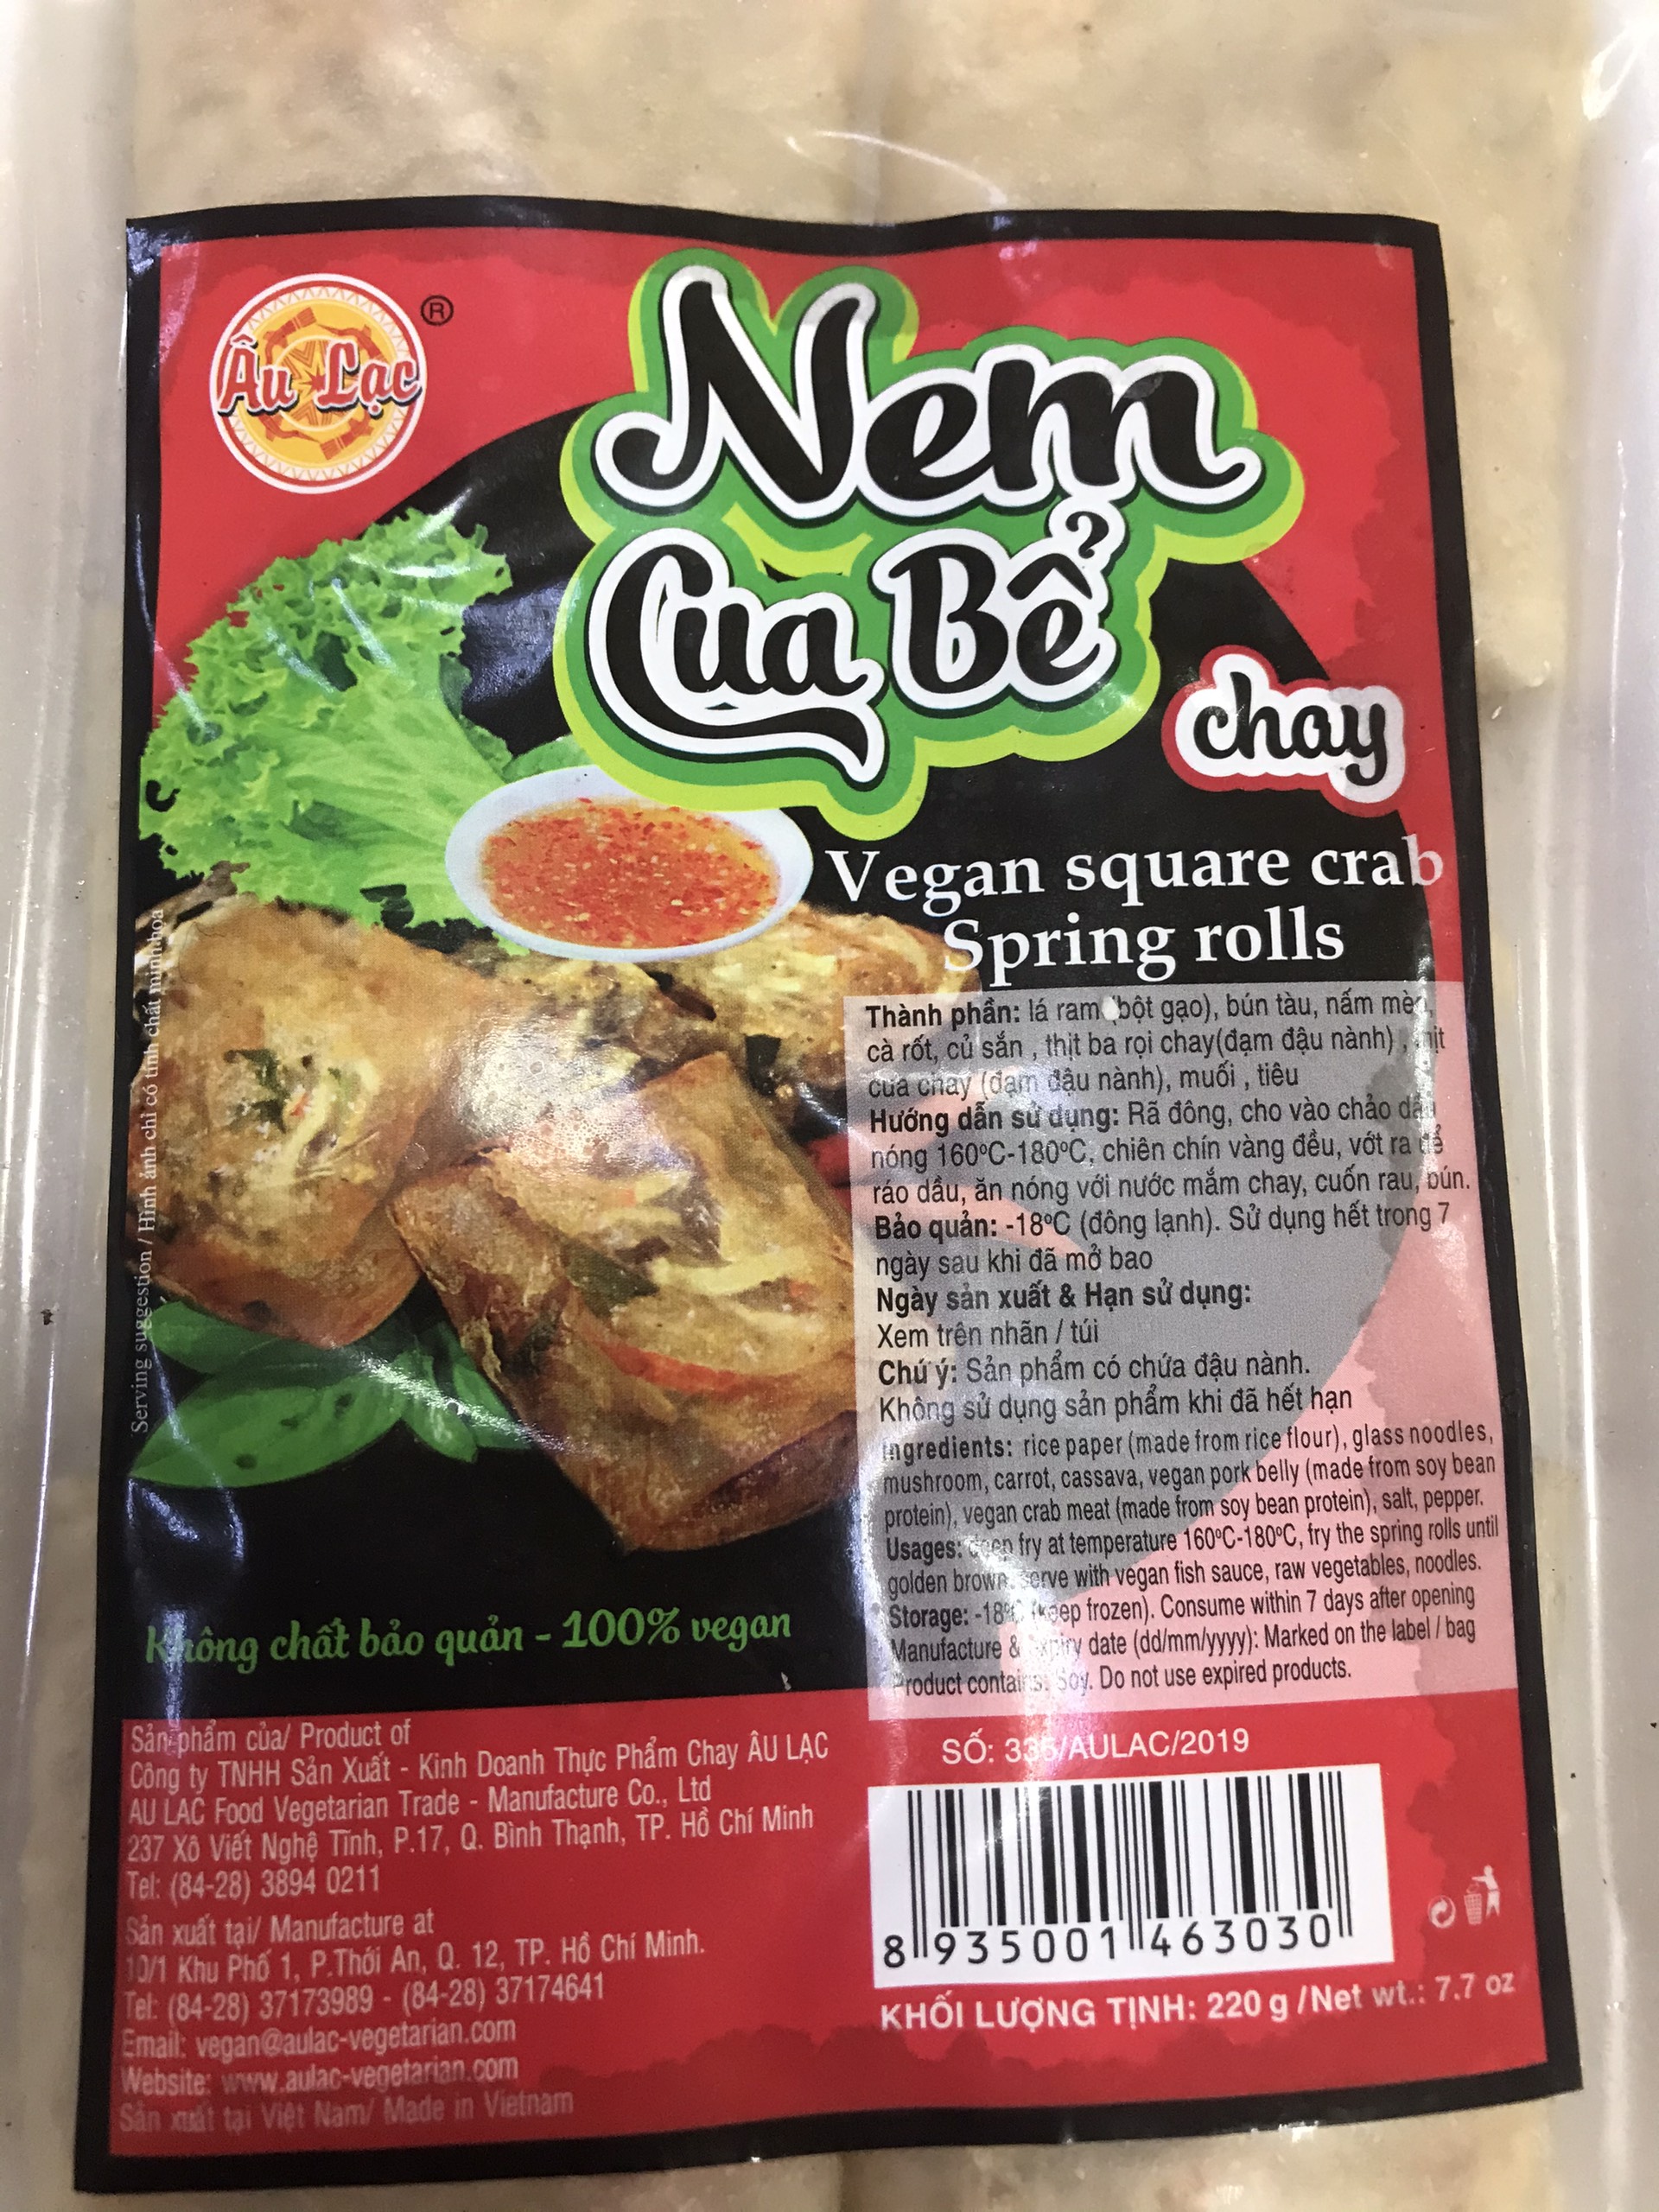 Âu Lạc ®
Nem
Cua Bể
chay
Vegan square crab
Spring rolls
Thành phần: lá ram (bột gạo), bún tàu, nấm mèo,
cà rốt, củ sắn , thịt ba rọi chay(đạm đậu nành) , thịt
cua chay (đạm đậu nành), muối , tiêu
Hướng dẫn sử dụng: Rã đông, cho vào chảo dầu
nóng 160ºC-180ºC, chiên chín vàng đều, vớt ra để
ráo dầu, ăn nóng với nước mắm chay, cuốn rau, bún.
Bảo quản: -18ºC (đông lạnh). Sử dụng hết trong 7
ngày sau khi đã mở bao
Ngày sản xuất & Hạn sử dụng:
Xem trên nhãn / túi
Chú ý: Sản phẩm có chứa đậu nành.
Không sử dụng sản phẩm khi đã hết hạn
Ingredients: rice paper (made from rice flour), glass noodles,
mushroom, carrot, cassava, vegan pork belly (made from soy bean
protein), vegan crab meat (made from soy bean protein), salt, pepper.
Usages: Deep fry at temperature 160ºC-180ºC, fry the spring rolls until
golden brown. Serve with vegan fish sauce, raw vegetables, noodles.
Storage: -18ºC (keep frozen). Consume within 7 days after opening
Manufacture & Expiry date (dd/mm/yyyy): Marked on the label / bag
Product contains: Soy. Do not use expired products.
Serving suggestion / Hình ảnh chỉ có tính chất minh họa
Không chất bảo quản - 100% vegan
Sản phẩm của/ Product of
Công ty TNHH Sản Xuất - Kinh Doanh Thực Phẩm Chay ÂU LẠC
AU LAC Food Vegetarian Trade - Manufacture Co., Ltd
237 Xô Viết Nghệ Tĩnh, P.17, Q. Bình Thạnh, TP. Hồ Chí Minh
Tel: (84-28) 3894 0211
Sản xuất tại/ Manufacture at
10/1 Khu Phố 1, P.Thới An, Q. 12, TP. Hồ Chí Minh.
Tel: (84-28) 37173989 - (84-28) 37174641
Email: vegan@aulac-vegetarian.com
Website: www.aulac-vegetarian.com
Sản xuất tại Việt Nam/ Made in Vietnam
SỐ: 335/AULAC/2019
8 935001 463030
KHỐI LƯỢNG TỊNH: 220 g /Net wt.: 7.7 oz